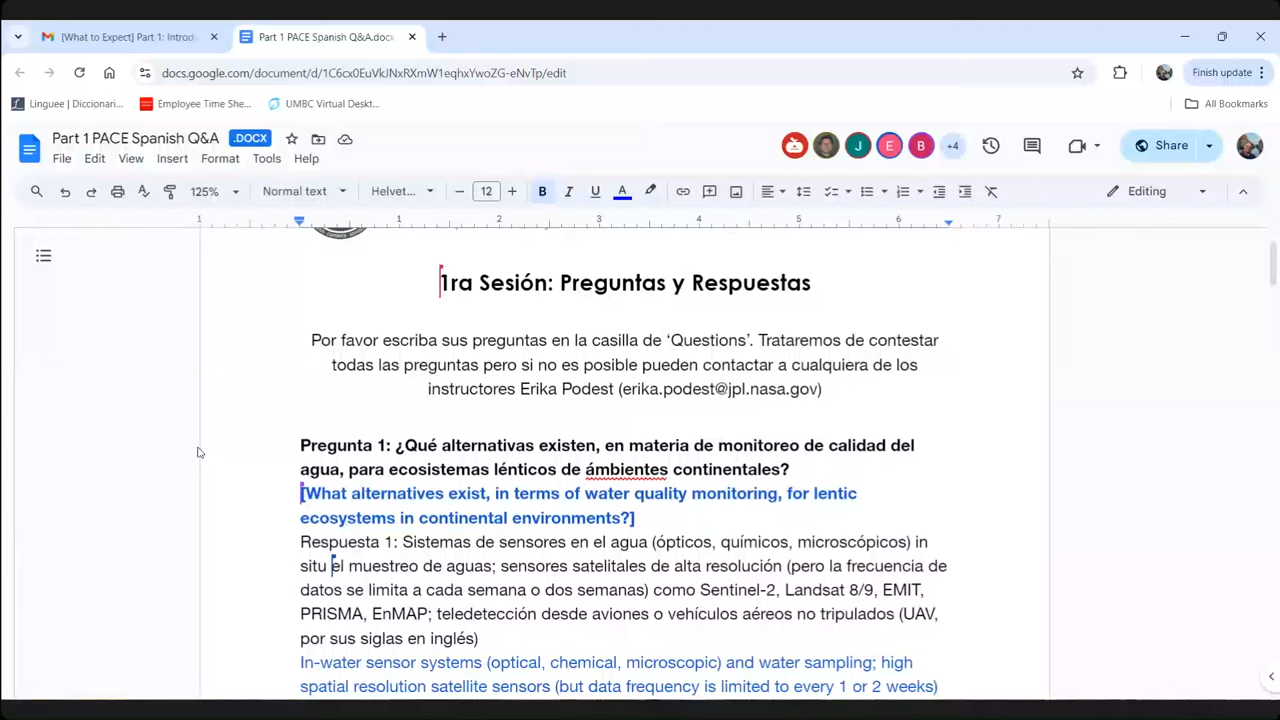 [What to Expect] Part 1: Introd
Part 1 PACE Spanish Q&A.docx
docs.google.com/document/d/1C6cx0EuVkJNxRXmW1eqhxYwoZG-eNvTp/edit
Finish update
Linguee | Diccionari...
Employee Time She...
UMBC Virtual Deskt...
All Bookmarks
Part 1 PACE Spanish Q&A .DOCX
File Edit View Insert Format Tools Help
J E B +4 Share
125% Normal text Helvet... 12 B I U A Editing
1 1 2 3 4 5 6 7
1ra Sesión: Preguntas y Respuestas
Por favor escriba sus preguntas en la casilla de ‘Questions’. Trataremos de contestar
todas las preguntas pero si no es posible pueden contactar a cualquiera de los
instructores Erika Podest (erika.podest@jpl.nasa.gov)
Pregunta 1: ¿Qué alternativas existen, en materia de monitoreo de calidad del
agua, para ecosistemas lénticos de ámbientes continentales?
[What alternatives exist, in terms of water quality monitoring, for lentic
ecosystems in continental environments?]
Respuesta 1: Sistemas de sensores en el agua (ópticos, químicos, microscópicos) in
situ el muestreo de aguas; sensores satelitales de alta resolución (pero la frecuencia de
datos se limita a cada semana o dos semanas) como Sentinel-2, Landsat 8/9, EMIT,
PRISMA, EnMAP; teledetección desde aviones o vehículos aéreos no tripulados (UAV,
por sus siglas en inglés)
In-water sensor systems (optical, chemical, microscopic) and water sampling; high
spatial resolution satellite sensors (but data frequency is limited to every 1 or 2 weeks)